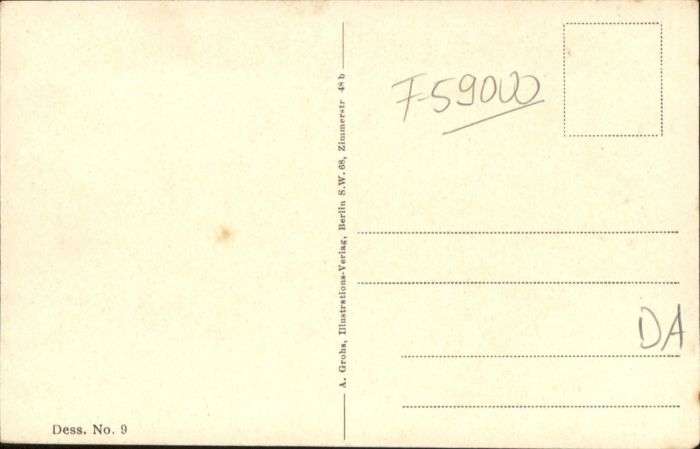 F-59000
A. Grohs, Illustrations-Verlag, Berlin S.W. 68, Zimmerstr 48 b
DA
Dess. No. 9